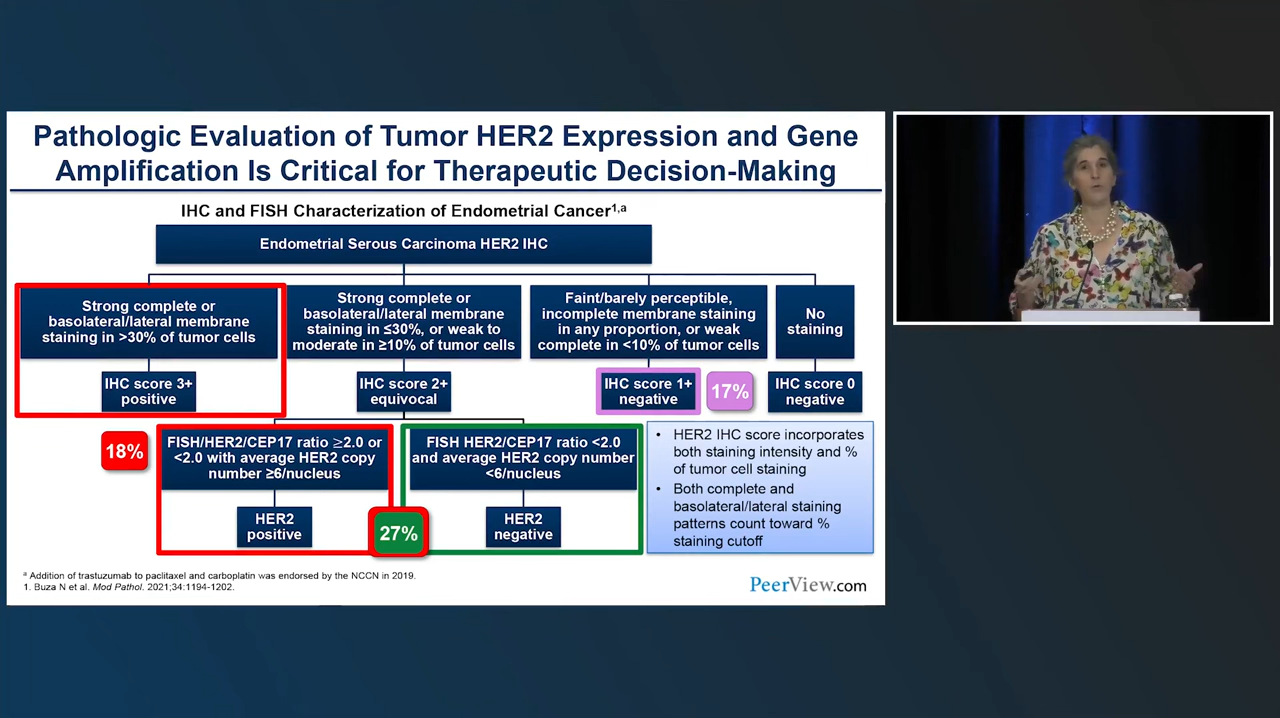 Pathologic Evaluation of Tumor HER2 Expression and Gene
Amplification Is Critical for Therapeutic Decision-Making
IHC and FISH Characterization of Endometrial Cancer1,a
Endometrial Serous Carcinoma HER2 IHC
Strong complete or
basolateral/lateral membrane
staining in >30% of tumor cells
Strong complete or
basolateral/lateral membrane
staining in ≤30%, or weak to
moderate in ≥10% of tumor cells
Faint/barely perceptible,
incomplete membrane staining
in any proportion, or weak
complete in <10% of tumor cells
No
staining
IHC score 3+
positive
IHC score 2+
equivocal
IHC score 1+
negative
17%
IHC score 0
negative
18%
FISH/HER2/CEP17 ratio ≥2.0 or
<2.0 with average HER2 copy
number ≥6/nucleus
FISH HER2/CEP17 ratio <2.0
and average HER2 copy number
<6/nucleus
HER2
positive
27%
HER2
negative
• HER2 IHC score incorporates
both staining intensity and %
of tumor cell staining
• Both complete and
basolateral/lateral staining
patterns count toward %
staining cutoff
a Addition of trastuzumab to paclitaxel and carboplatin was endorsed by the NCCN in 2019.
1. Buza N et al. Mod Pathol. 2021;34:1194-1202.
PeerView.com